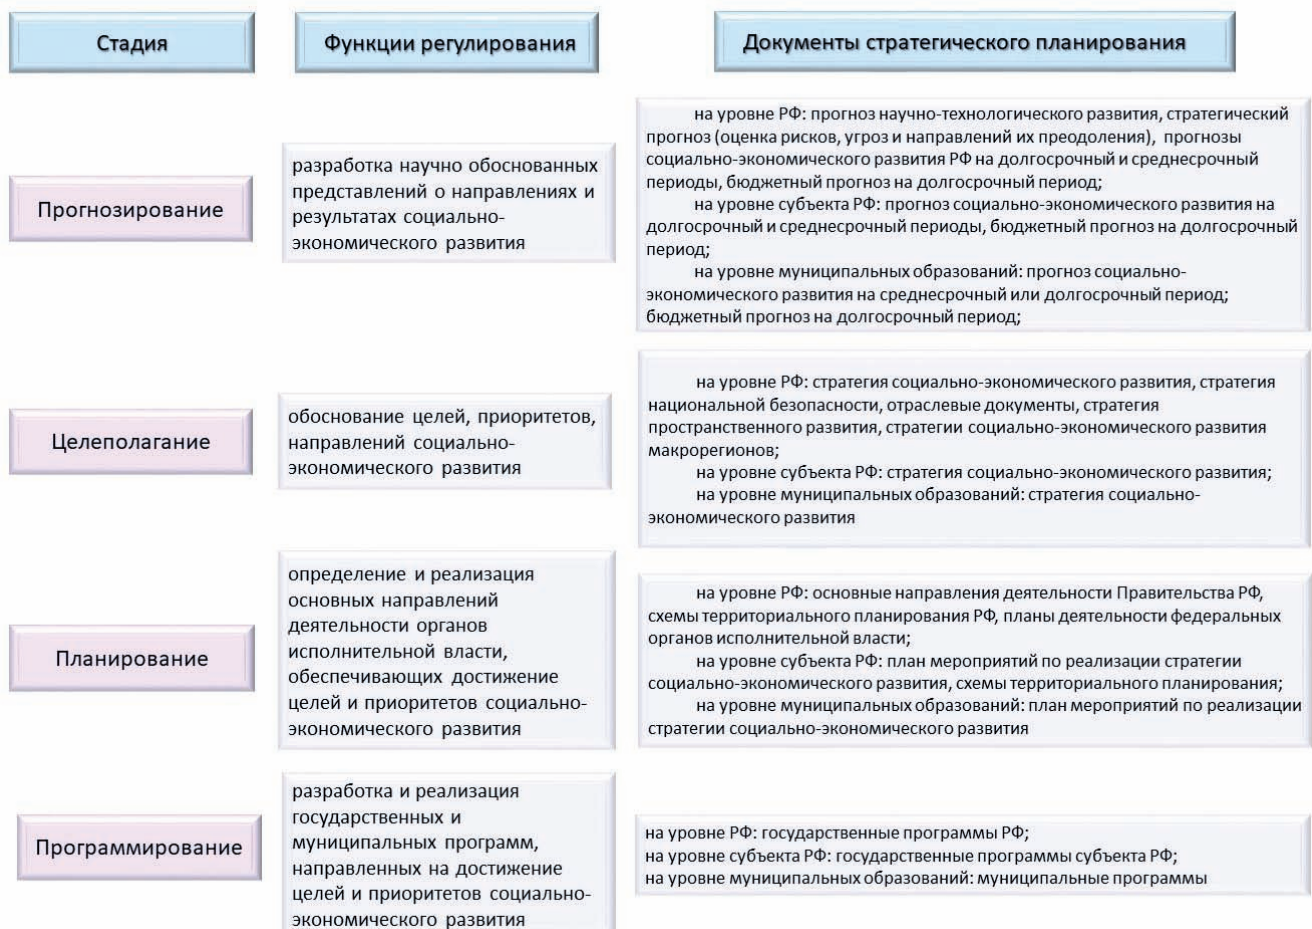 Стадия
Функции регулирования
Документы стратегического планирования
Прогнозирование
разработка научно обоснованных
представлений о направлениях и
результатах социально-
экономического развития
на уровне РФ: прогноз научно-технологического развития, стратегический
прогноз (оценка рисков, угроз и направлений их преодоления), прогнозы
социально-экономического развития РФ на долгосрочный и среднесрочный
периоды, бюджетный прогноз на долгосрочный период;
на уровне субъекта РФ: прогноз социально-экономического развития на
долгосрочный и среднесрочный периоды, бюджетный прогноз на долгосрочный
период;
на уровне муниципальных образований: прогноз социально-
экономического развития на среднесрочный или долгосрочный период;
бюджетный прогноз на долгосрочный период;
Целеполагание
обоснование целей, приоритетов,
направлений социально-
экономического развития
на уровне РФ: стратегия социально-экономического развития, стратегия
национальной безопасности, отраслевые документы, стратегия
пространственного развития, стратегии социально-экономического развития
макрорегионов;
на уровне субъекта РФ: стратегия социально-экономического развития;
на уровне муниципальных образований: стратегия социально-
экономического развития
Планирование
определение и реализация
основных направлений
деятельности органов
исполнительной власти,
обеспечивающих достижение
целей и приоритетов социально-
экономического развития
на уровне РФ: основные направления деятельности Правительства РФ,
схемы территориального планирования РФ, планы деятельности федеральных
органов исполнительной власти;
на уровне субъекта РФ: план мероприятий по реализации стратегии
социально-экономического развития, схемы территориального планирования;
на уровне муниципальных образований: план мероприятий по реализации
стратегии социально-экономического развития
Программирование
разработка и реализация
государственных и
муниципальных программ,
направленных на достижение
целей и приоритетов социально-
экономического развития
на уровне РФ: государственные программы РФ;
на уровне субъекта РФ: государственные программы субъекта РФ;
на уровне муниципальных образований: муниципальные программы